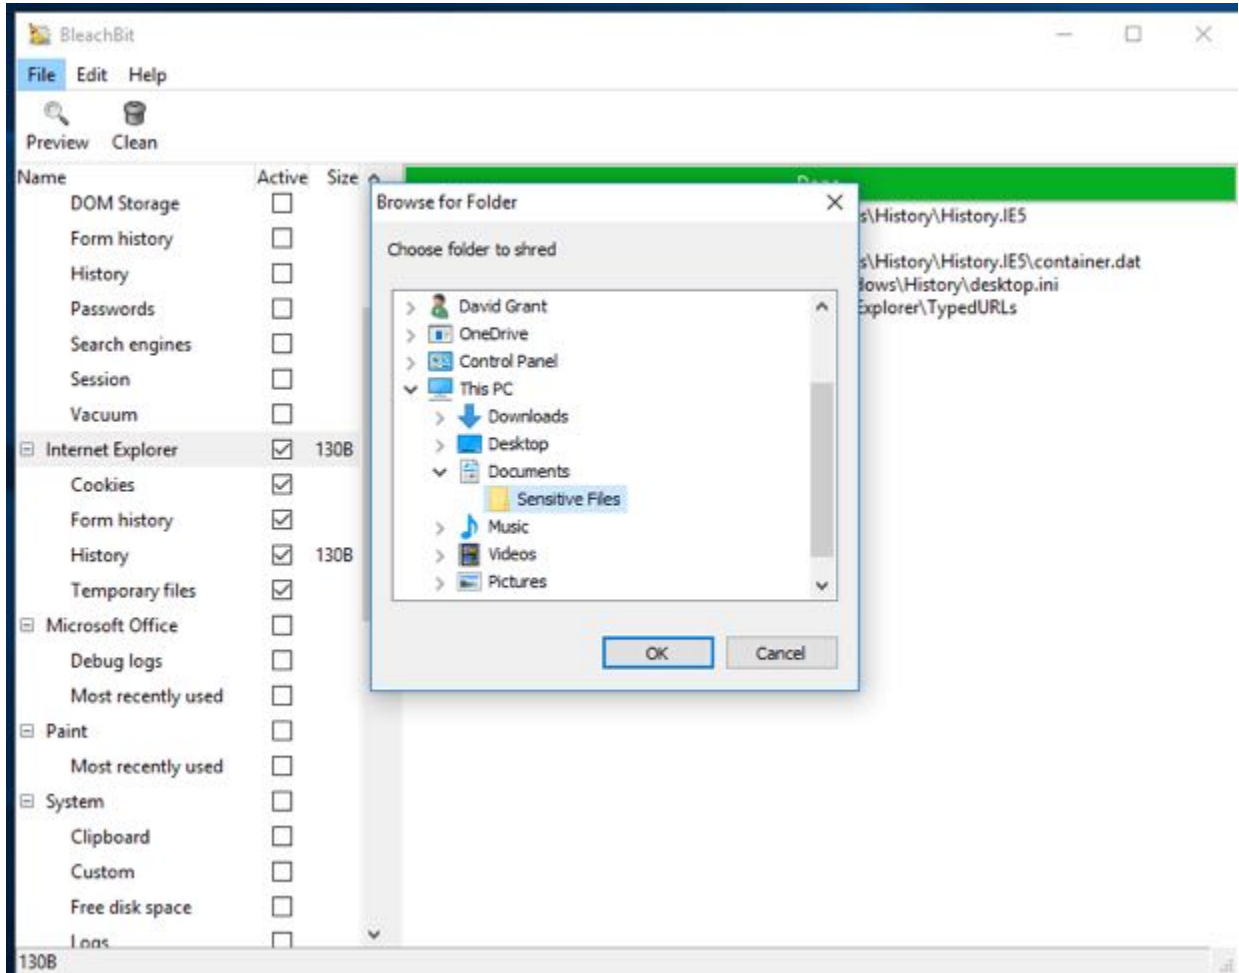 BleachBit
File Edit Help
Preview Clean
Name Active Size
DOM Storage
Form history
History
Passwords
Search engines
Session
Vacuum
Internet Explorer 130B
Cookies
Form history
History 130B
Temporary files
Microsoft Office
Debug logs
Most recently used
Paint
Most recently used
System
Clipboard
Custom
Free disk space
Logs
130B
s\History\History.IE5
s\History\History.IE5\container.dat
dows\History\desktop.ini
Explorer\TypedURLs
Browse for Folder
Choose folder to shred
David Grant
OneDrive
Control Panel
This PC
Downloads
Desktop
Documents
Sensitive Files
Music
Videos
Pictures
OK Cancel